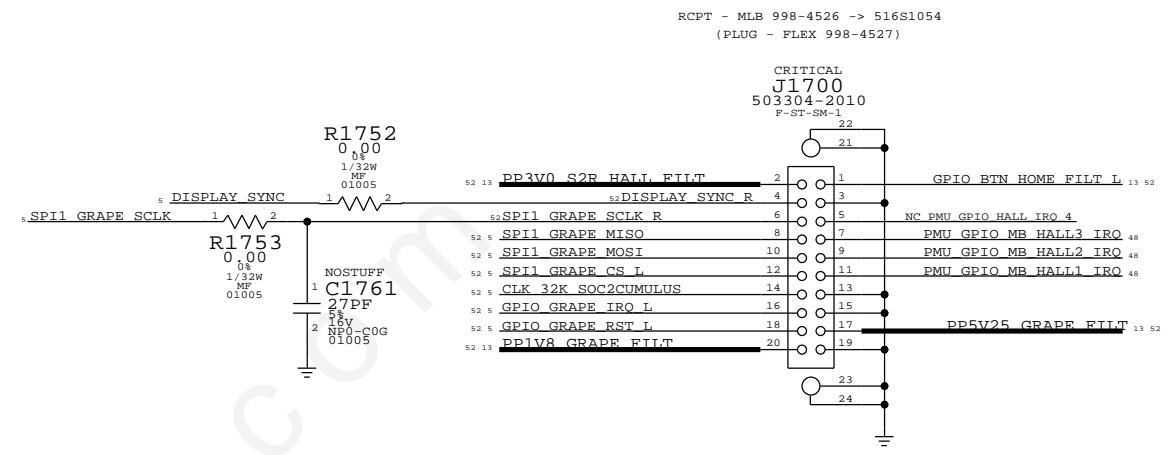 RCPT - MLB 998-4526 -> 516S1054
(PLUG - FLEX 998-4527)
CRITICAL
J1700
503304-2010
F-ST-SM-1
22
21
R1752
0.00
0%
1/32W
MF
01005
52 13 PP3V0_S2R_HALL_FILT 2 1 GPIO_BTN_HOME_FILT_L 13 52
5 DISPLAY_SYNC 1 2 52 DISPLAY_SYNC_R 4 3
5 SPI1_GRAPE_SCLK 1 2 52 SPI1_GRAPE_SCLK_R 6 5 NC_PMU_GPIO_HALL_IRQ_4
R1753
0.00
0%
1/32W
MF
01005
52 5 SPI1_GRAPE_MISO 8 7 PMU_GPIO_MB_HALL3_IRQ 48
52 5 SPI1_GRAPE_MOSI 10 9 PMU_GPIO_MB_HALL2_IRQ 48
52 5 SPI1_GRAPE_CS_L 12 11 PMU_GPIO_MB_HALL1_IRQ 48
NOSTUFF
C1761
1
27PF
5%
16V
2
NP0-C0G
01005
52 5 CLK_32K_SOC2CUMULUS 14 13
52 5 GPIO_GRAPE_IRQ_L 16 15
52 5 GPIO_GRAPE_RST_L 18 17 PP5V25_GRAPE_FILT 13 52
52 13 PP1V8_GRAPE_FILT 20 19
23
24
com